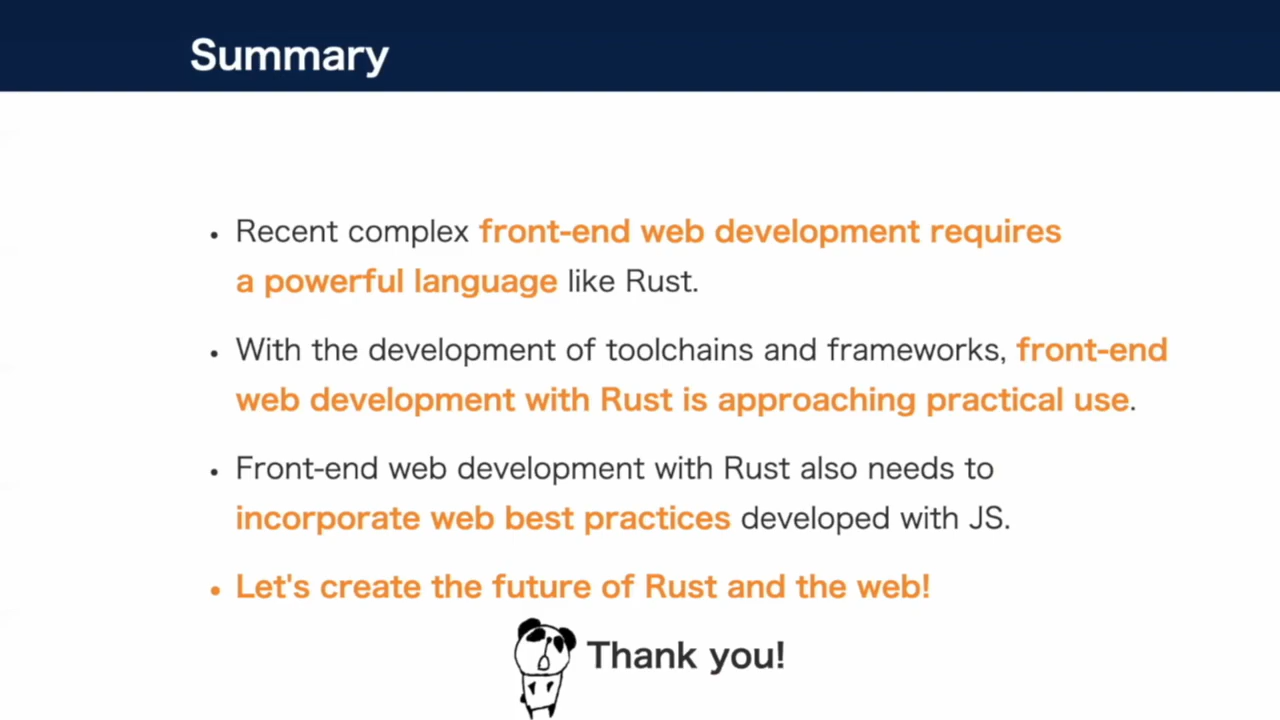 Summary
• Recent complex front-end web development requires
a powerful language like Rust.
• With the development of toolchains and frameworks, front-end
web development with Rust is approaching practical use.
• Front-end web development with Rust also needs to
incorporate web best practices developed with JS.
• Let's create the future of Rust and the web!
Thank you!